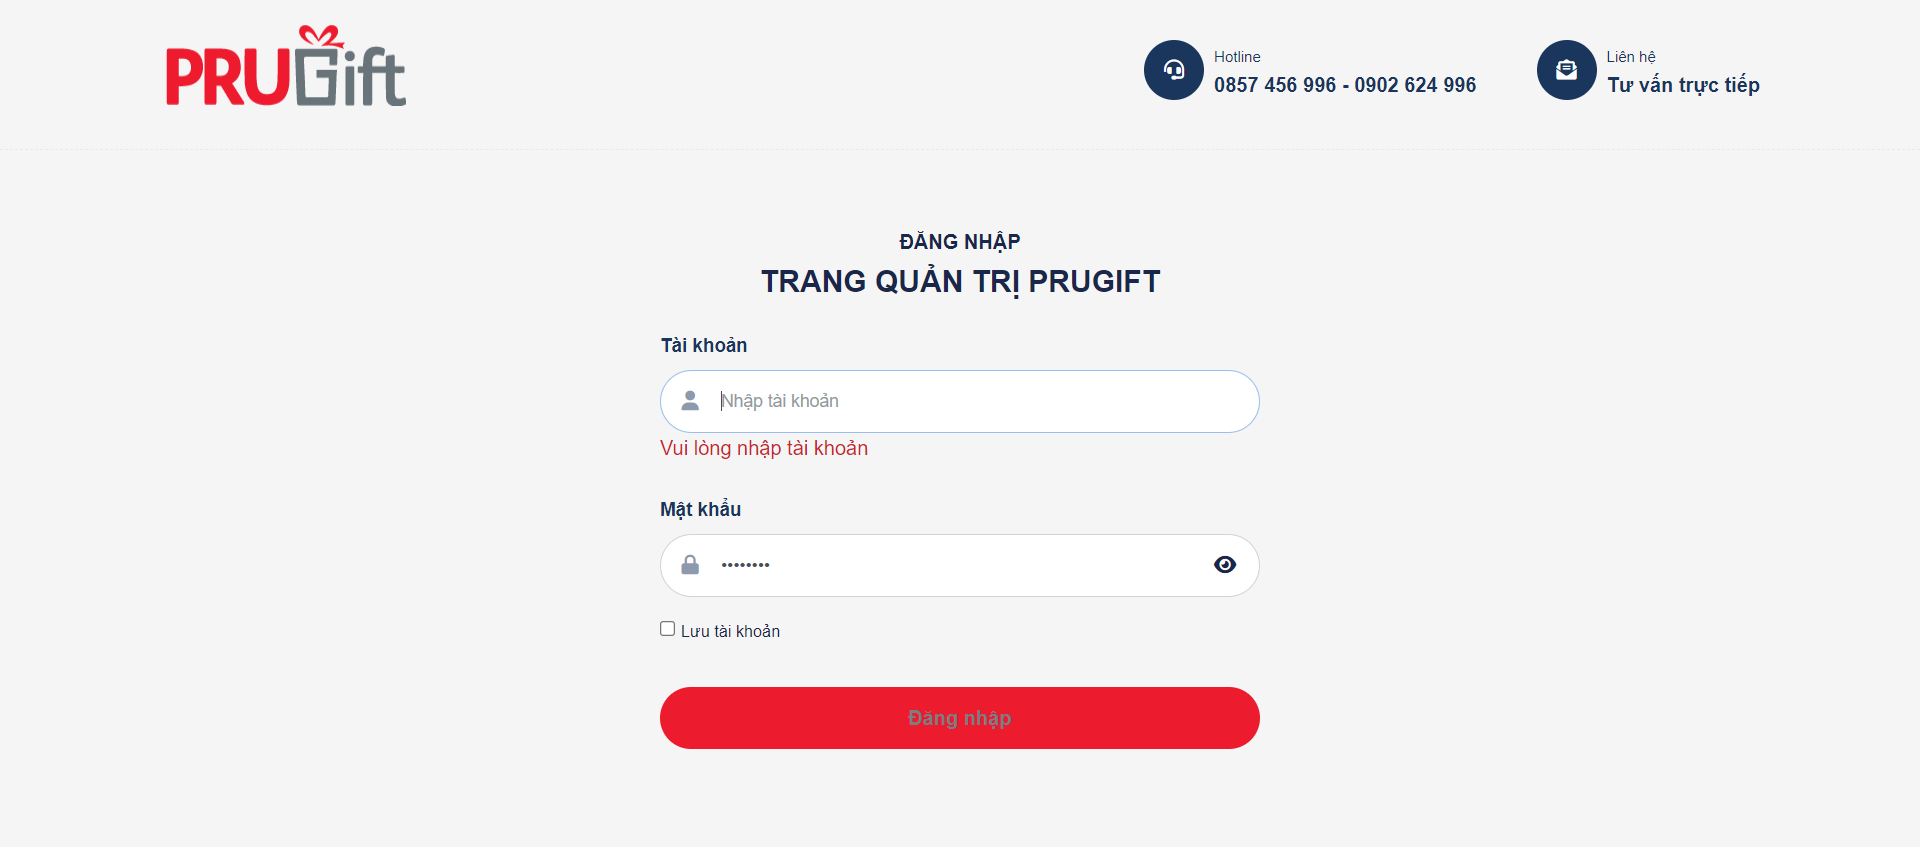 PRUGift
Hotline
0857 456 996 - 0902 624 996
Liên hệ
Tư vấn trực tiếp
ĐĂNG NHẬP
TRANG QUẢN TRỊ PRUGIFT
Tài khoản
Nhập tài khoản
Vui lòng nhập tài khoản
Mật khẩu
••••••••
Lưu tài khoản
Đăng nhập